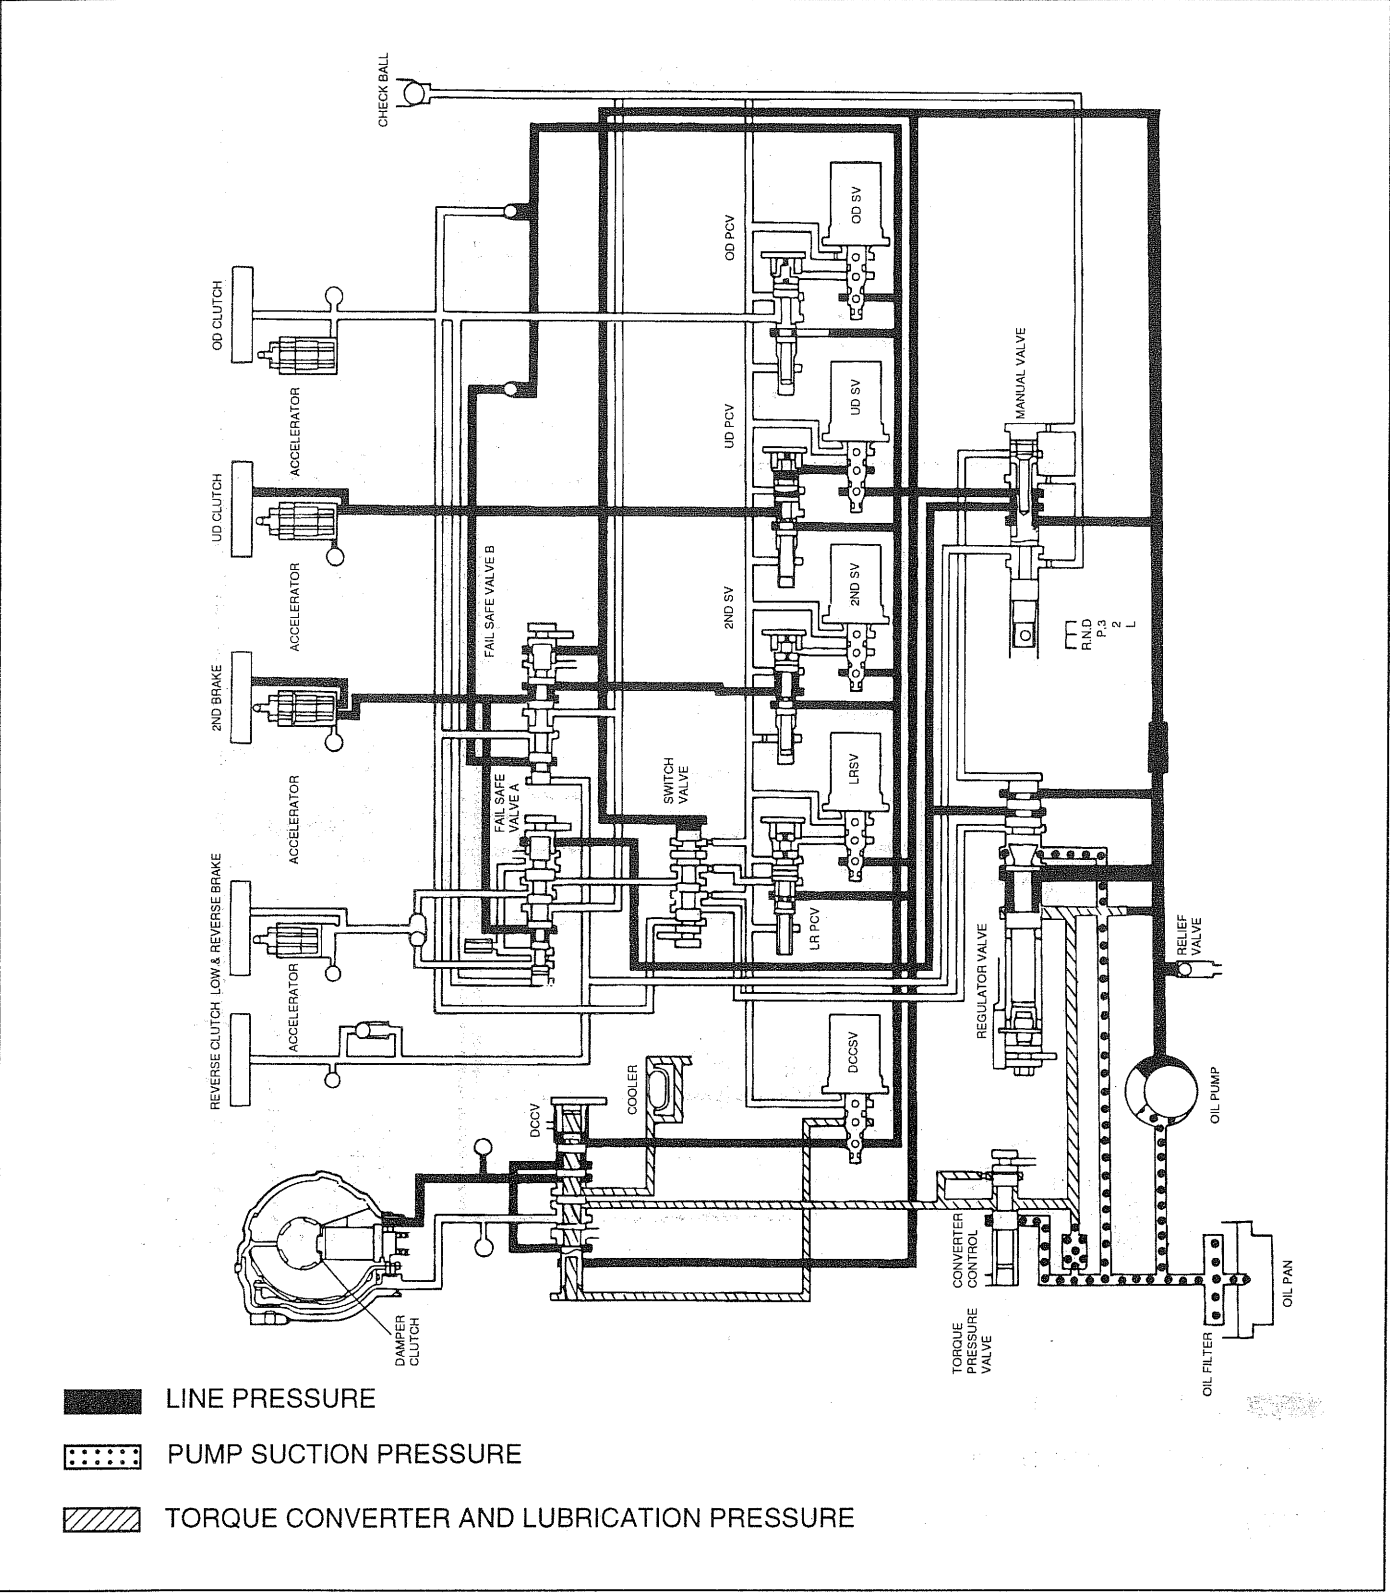 CHECK BALL
OD CLUTCH
ACCELERATOR
UD CLUTCH
ACCELERATOR
2ND BRAKE
ACCELERATOR
LOW & REVERSE BRAKE
ACCELERATOR
REVERSE CLUTCH
OD PCV
OD SV
UD PCV
UD SV
2ND SV
2ND SV
LRSV
LR PCV
FAIL SAFE VALVE B
FAIL SAFE
VALVE A
SWITCH
VALVE
MANUAL VALVE
R.N.D
P.3
2
L
REGULATOR VALVE
RELIEF
VALVE
DCCSV
COOLER
DCCV
OIL PUMP
CONVERTER
CONTROL
TORQUE
PRESSURE
VALVE
OIL FILTER
OIL PAN
DAMPER
CLUTCH
LINE PRESSURE
PUMP SUCTION PRESSURE
TORQUE CONVERTER AND LUBRICATION PRESSURE